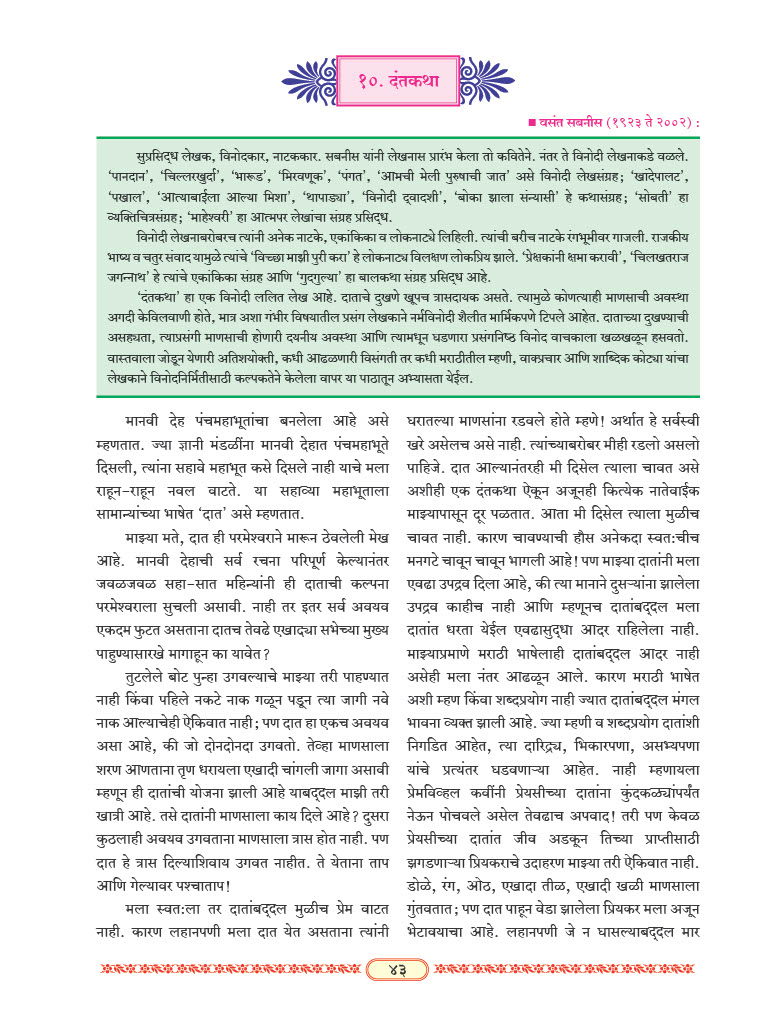 १०. दंतकथा
■ वसंत सबनीस (१९२३ ते २००२) :
सुप्रसिद्ध लेखक, विनोदकार, नाटककार. सबनीस यांनी लेखनास प्रारंभ केला तो कवितेने. नंतर ते विनोदी लेखनाकडे वळले.
‘पानदान’, ‘चिल्लरखुर्दा’, ‘भारूड’, ‘मिरवणूक’, ‘पंगत’, ‘आमची मेली पुरुषाची जात’ असे विनोदी लेखसंग्रह; ‘खांदेपालट’,
‘पखाल’, ‘आत्याबाईला आल्या मिशा’, ‘थापाड्या’, ‘विनोदी द्वादशी’, ‘बोका झाला संन्यासी’ हे कथासंग्रह; ‘सोबती’ हा
व्यक्तिचित्रसंग्रह; ‘माहेश्वरी’ हा आत्मपर लेखांचा संग्रह प्रसिद्ध.
विनोदी लेखनाबरोबरच त्यांनी अनेक नाटके, एकांकिका व लोकनाट्ये लिहिली. त्यांची बरीच नाटके रंगभूमीवर गाजली. राजकीय
भाष्य व चतुर संवाद यामुळे त्यांचे ‘विच्छा माझी पुरी करा’ हे लोकनाट्य विलक्षण लोकप्रिय झाले. ‘प्रेक्षकांनी क्षमा करावी’, ‘चिलखतराज
जगन्नाथ’ हे त्यांचे एकांकिका संग्रह आणि ‘गुदगुल्या’ हा बालकथा संग्रह प्रसिद्ध आहे.
‘दंतकथा’ हा एक विनोदी ललित लेख आहे. दाताचे दुखणे खूपच त्रासदायक असते. त्यामुळे कोणत्याही माणसाची अवस्था
अगदी केविलवाणी होते, मात्र अशा गंभीर विषयातील प्रसंग लेखकाने नर्मविनोदी शैलीत मार्मिकपणे टिपले आहेत. दाताच्या दुखण्याची
असह्यता, त्याप्रसंगी माणसाची होणारी दयनीय अवस्था आणि त्यामधून घडणारा प्रसंगनिष्ठ विनोद वाचकाला खळखळून हसवतो.
वास्तवाला जोडून येणारी अतिशयोक्ती, कधी आढळणारी विसंगती तर कधी मराठीतील म्हणी, वाक्प्रचार आणि शाब्दिक कोट्या यांचा
लेखकाने विनोदनिर्मितीसाठी कल्पकतेने केलेला वापर या पाठातून अभ्यासता येईल.
मानवी देह पंचमहाभूतांचा बनलेला आहे असे
म्हणतात. ज्या ज्ञानी मंडळींना मानवी देहात पंचमहाभूते
दिसली, त्यांना सहावे महाभूत कसे दिसले नाही याचे मला
राहून-राहून नवल वाटते. या सहाव्या महाभूताला
सामान्यांच्या भाषेत ‘दात’ असे म्हणतात.
माझ्या मते, दात ही परमेश्वराने मारून ठेवलेली मेख
आहे. मानवी देहाची सर्व रचना परिपूर्ण केल्यानंतर
जवळजवळ सहा-सात महिन्यांनी ही दाताची कल्पना
परमेश्वराला सुचली असावी. नाही तर इतर सर्व अवयव
एकदम फुटत असताना दातच तेवढे एखाद्या सभेच्या मुख्य
पाहुण्यासारखे मागाहून का यावेत?
तुटलेले बोट पुन्हा उगवल्याचे माझ्या तरी पाहण्यात
नाही किंवा पहिले नकटे नाक गळून पडून त्या जागी नवे
नाक आल्याचेही ऐकिवात नाही; पण दात हा एकच अवयव
असा आहे, की जो दोनदोनदा उगवतो. तेव्हा माणसाला
शरण आणताना तृण धरायला एखादी चांगली जागा असावी
म्हणून ही दातांची योजना झाली आहे याबद्दल माझी तरी
खात्री आहे. तसे दातांनी माणसाला काय दिले आहे? दुसरा
कुठलाही अवयव उगवताना माणसाला त्रास होत नाही. पण
दात हे त्रास दिल्याशिवाय उगवत नाहीत. ते येताना ताप
आणि गेल्यावर पश्चाताप!
मला स्वतःला तर दातांबद्दल मुळीच प्रेम वाटत
नाही. कारण लहानपणी मला दात येत असताना त्यांनी
घरातल्या माणसांना रडवले होते म्हणे! अर्थात हे सर्वस्वी
खरे असेलच असे नाही. त्यांच्याबरोबर मीही रडलो असलो
पाहिजे. दात आल्यानंतरही मी दिसेल त्याला चावत असे
अशीही एक दंतकथा ऐकून अजूनही कित्येक नातेवाईक
माझ्यापासून दूर पळतात. आता मी दिसेल त्याला मुळीच
चावत नाही. कारण चावण्याची हौस अनेकदा स्वतःचीच
मनगटे चावून चावून भागली आहे! पण माझ्या दातांनी मला
एवढा उपद्रव दिला आहे, की त्या मानाने दुसऱ्यांना झालेला
उपद्रव काहीच नाही आणि म्हणूनच दातांबद्दल मला
दातांत धरता येईल एवढासुद्धा आदर राहिलेला नाही.
माझ्याप्रमाणे मराठी भाषेलाही दातांबद्दल आदर नाही
असेही मला नंतर आढळून आले. कारण मराठी भाषेत
अशी म्हण किंवा शब्दप्रयोग नाही ज्यात दातांबद्दल मंगल
भावना व्यक्त झाली आहे. ज्या म्हणी व शब्दप्रयोग दातांशी
निगडित आहेत, त्या दारिद्र्य, भिकारपणा, असभ्यपणा
यांचे प्रत्यंतर घडवणाऱ्या आहेत. नाही म्हणायला
प्रेमविव्हल कवींनी प्रेयसीच्या दातांना कुंदकळ्यांपर्यंत
नेऊन पोचवले असेल तेवढाच अपवाद! तरी पण केवळ
प्रेयसीच्या दातांत जीव अडकून तिच्या प्राप्तीसाठी
झगडणाऱ्या प्रियकराचे उदाहरण माझ्या तरी ऐकिवात नाही.
डोळे, रंग, ओठ, एखादा तीळ, एखादी खळी माणसाला
गुंतवतात; पण दात पाहून वेडा झालेला प्रियकर मला अजून
भेटावयाचा आहे. लहानपणी जे न घासल्याबद्दल मार
४३